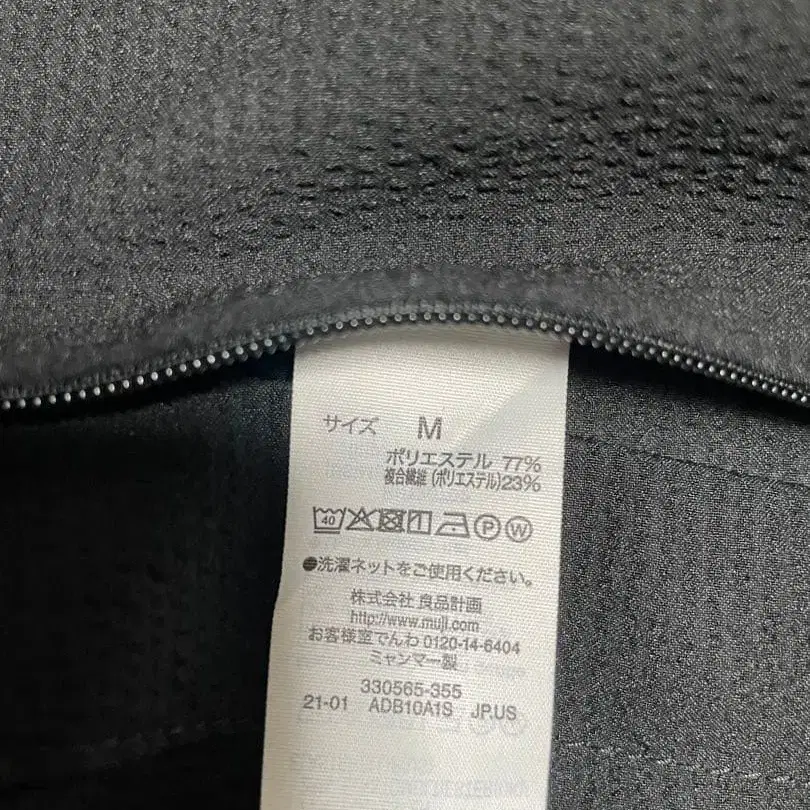 サイズ M
ポリエステル 77%
複合繊維(ポリエステル)23%
40 P W
●洗濯ネットをご使用ください。
株式会社 良品計画
http://www.muji.com
お客様室でんわ 0120-14-6404
ミャンマー製
330565-355
21-01 ADB10A1S JP.US